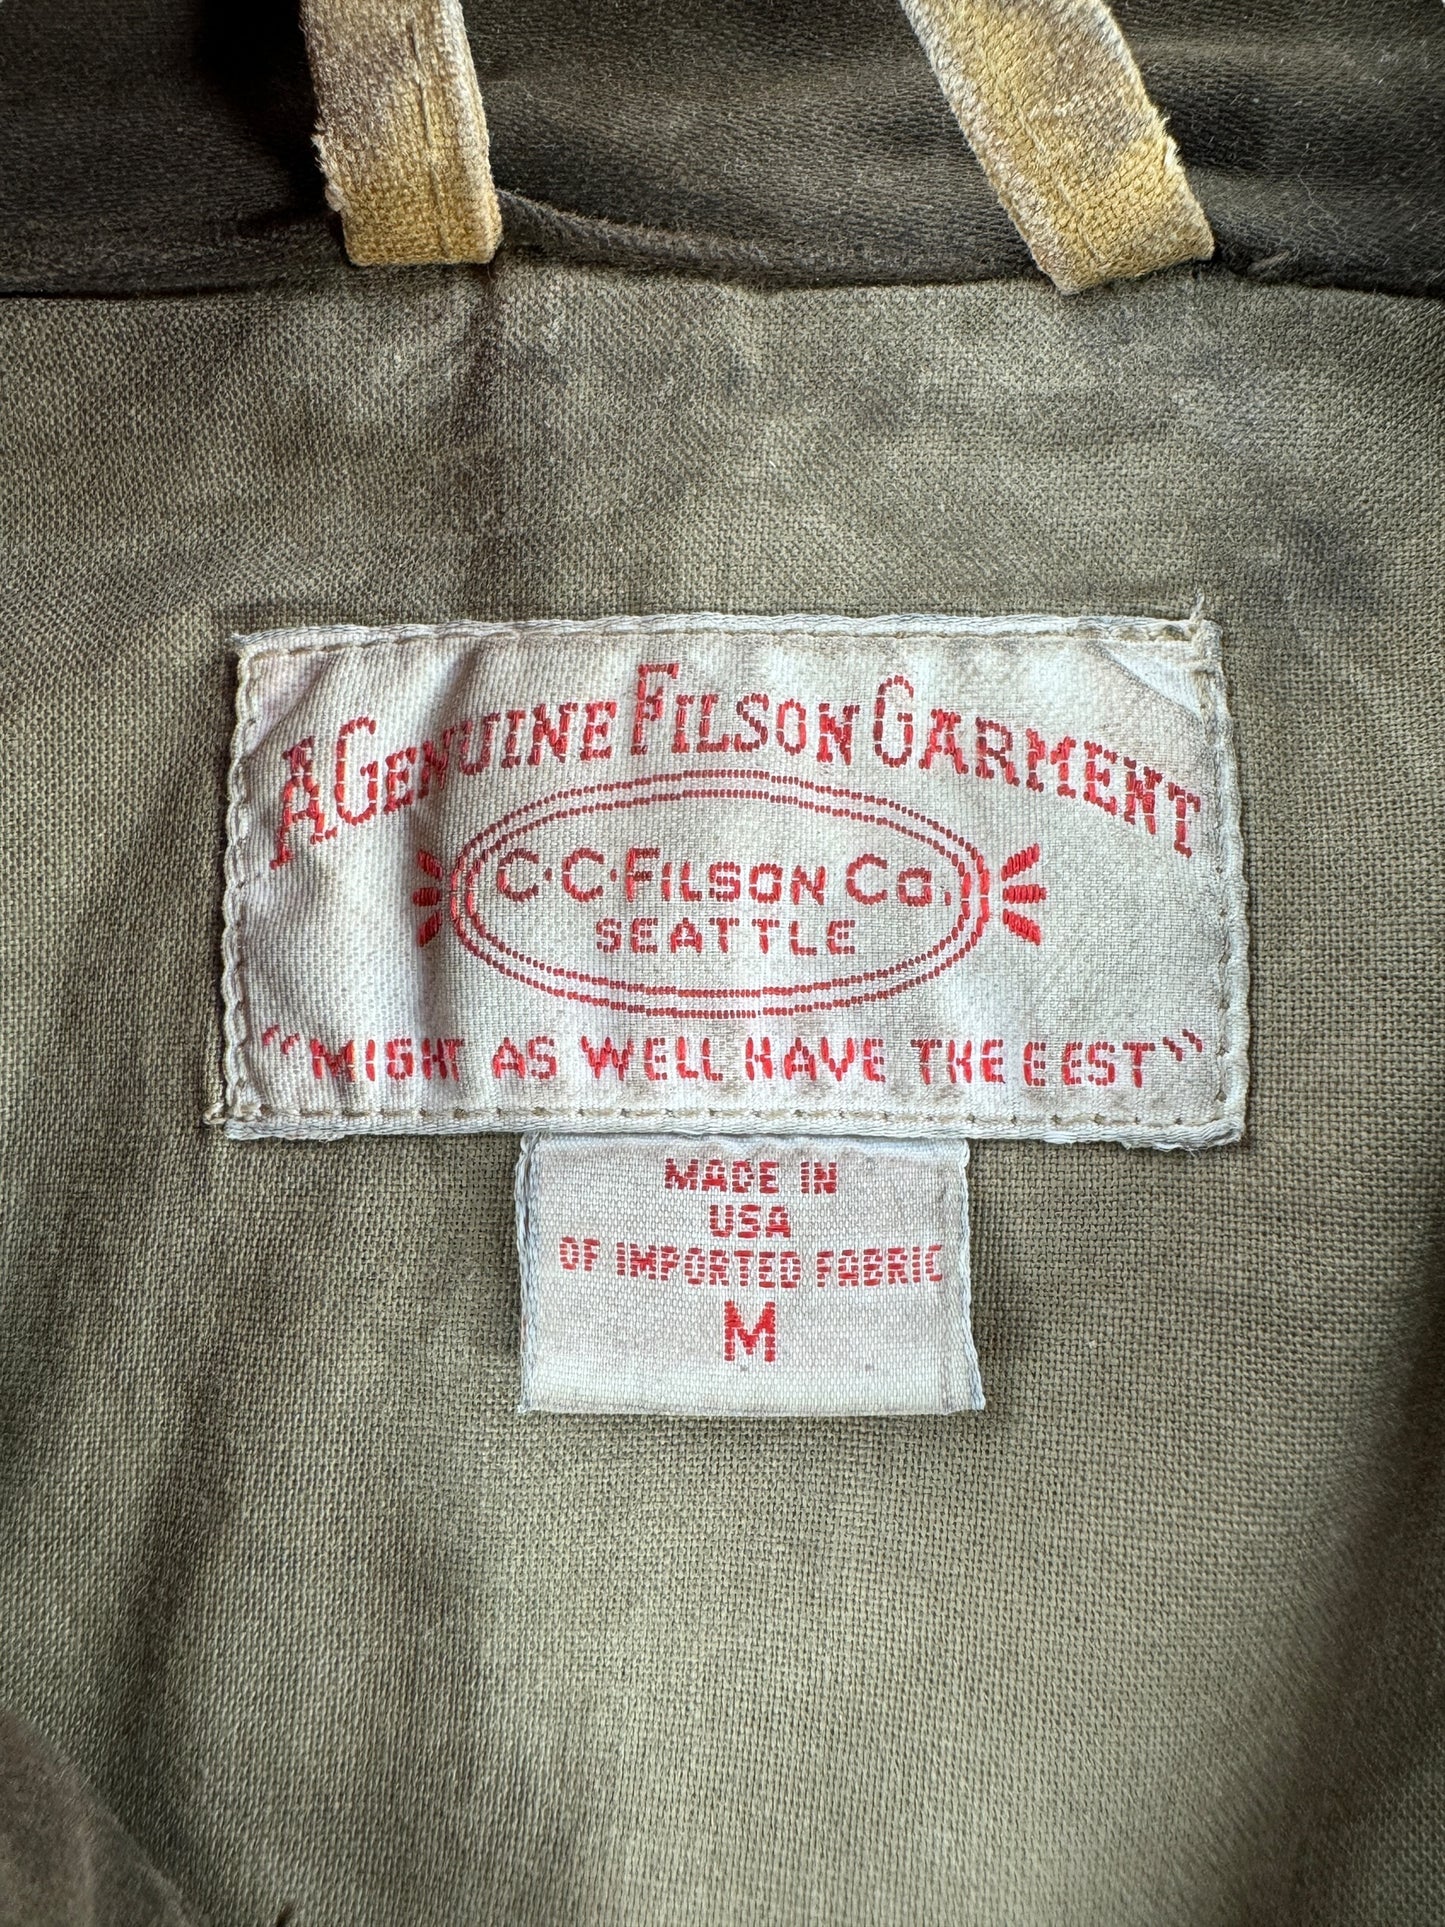 A GENUINE FILSON GARMENT
C·C·FILSON CO.
SEATTLE
"MIGHT AS WELL HAVE THE BEST"
MADE IN
USA
OF IMPORTED FABRIC
M